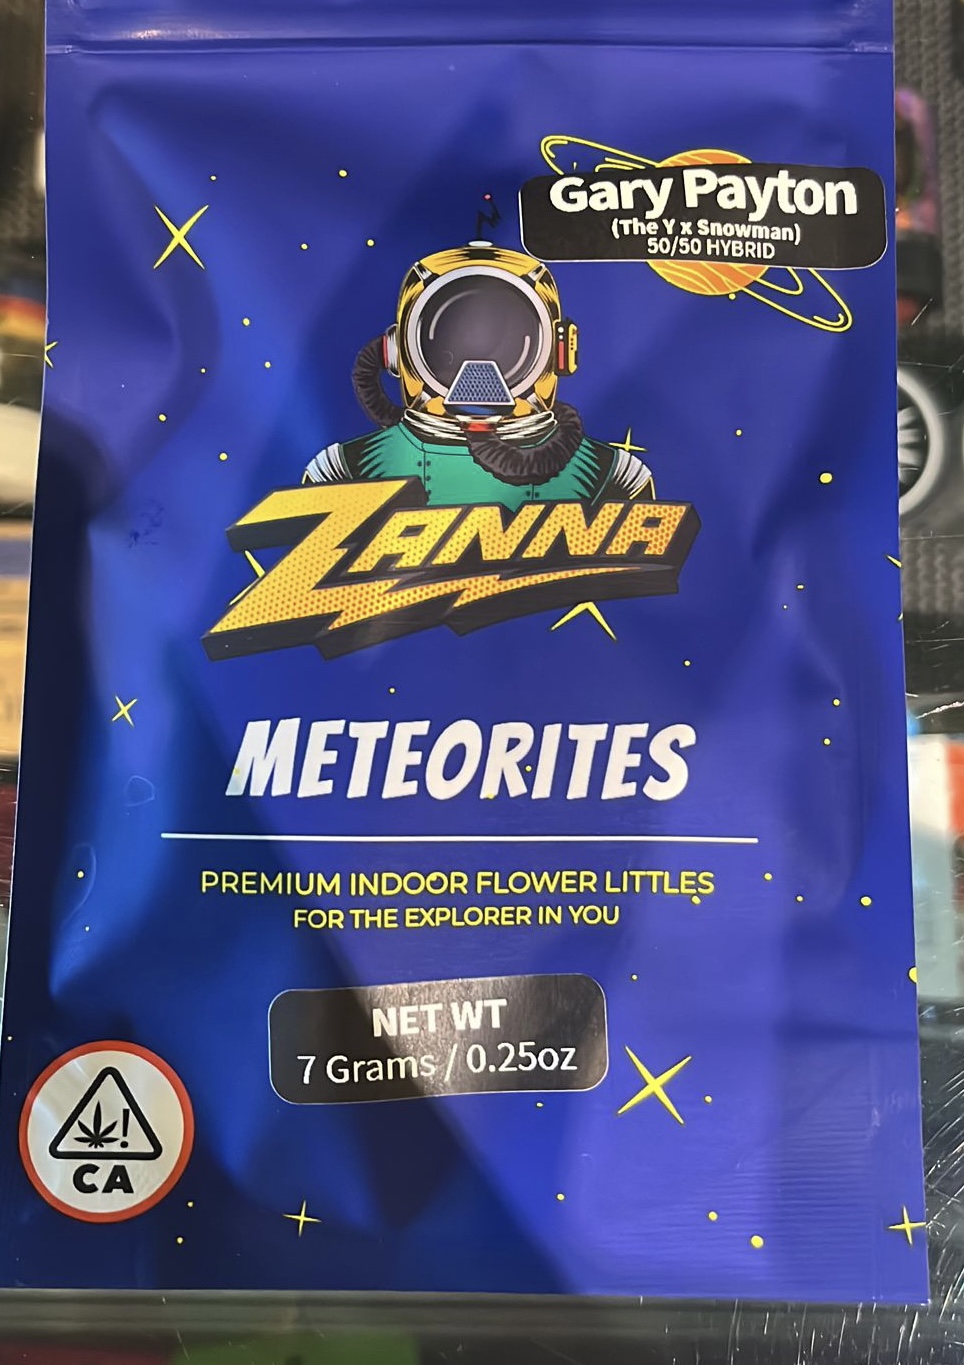 Gary Payton
(The Y x Snowman)
50/50 HYBRID
ZANNA
METEORITES
PREMIUM INDOOR FLOWER LITTLES
FOR THE EXPLORER IN YOU
NET WT
7 Grams / 0.25oz
!
CA